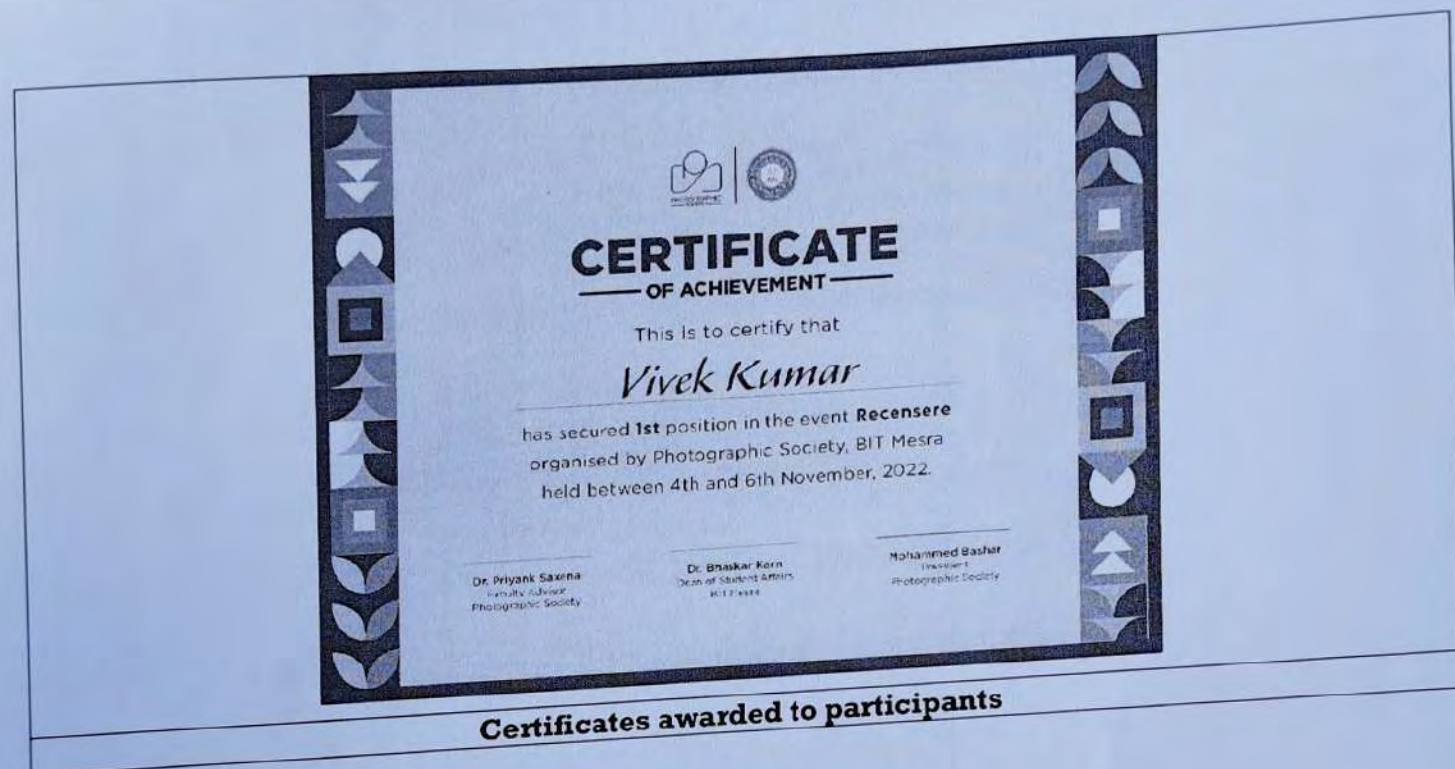 CERTIFICATE
OF ACHIEVEMENT
This is to certify that
Vivek Kumar
has secured 1st position in the event Recensere
organised by Photographic Society, BIT Mesra
held between 4th and 6th November, 2022.
Dr. Priyank Saxena
Faculty Advisor
Photographic Society
Dr. Bhaskar Karn
Dean of Student Affairs
BIT Mesra
Mohammed Bashar
President
Photographic Society
Certificates awarded to participants